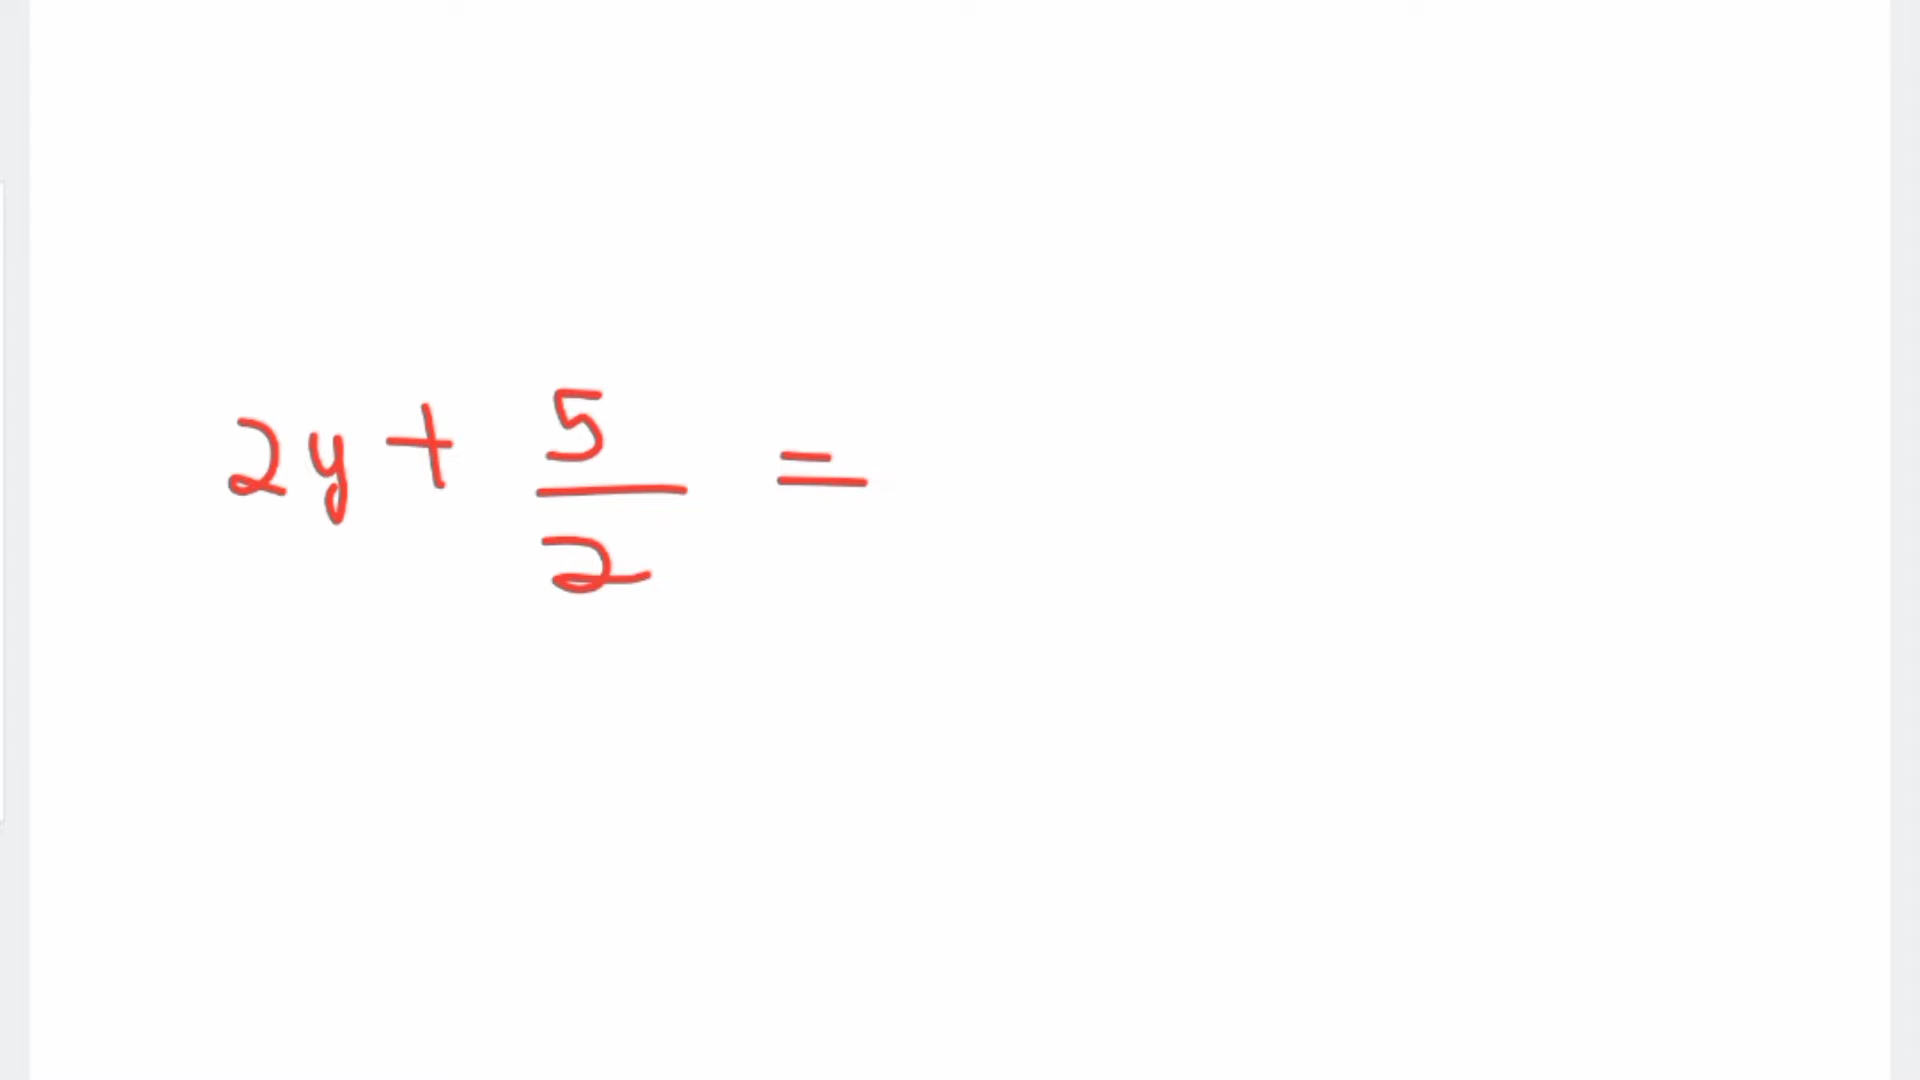 2y + 5/2 =